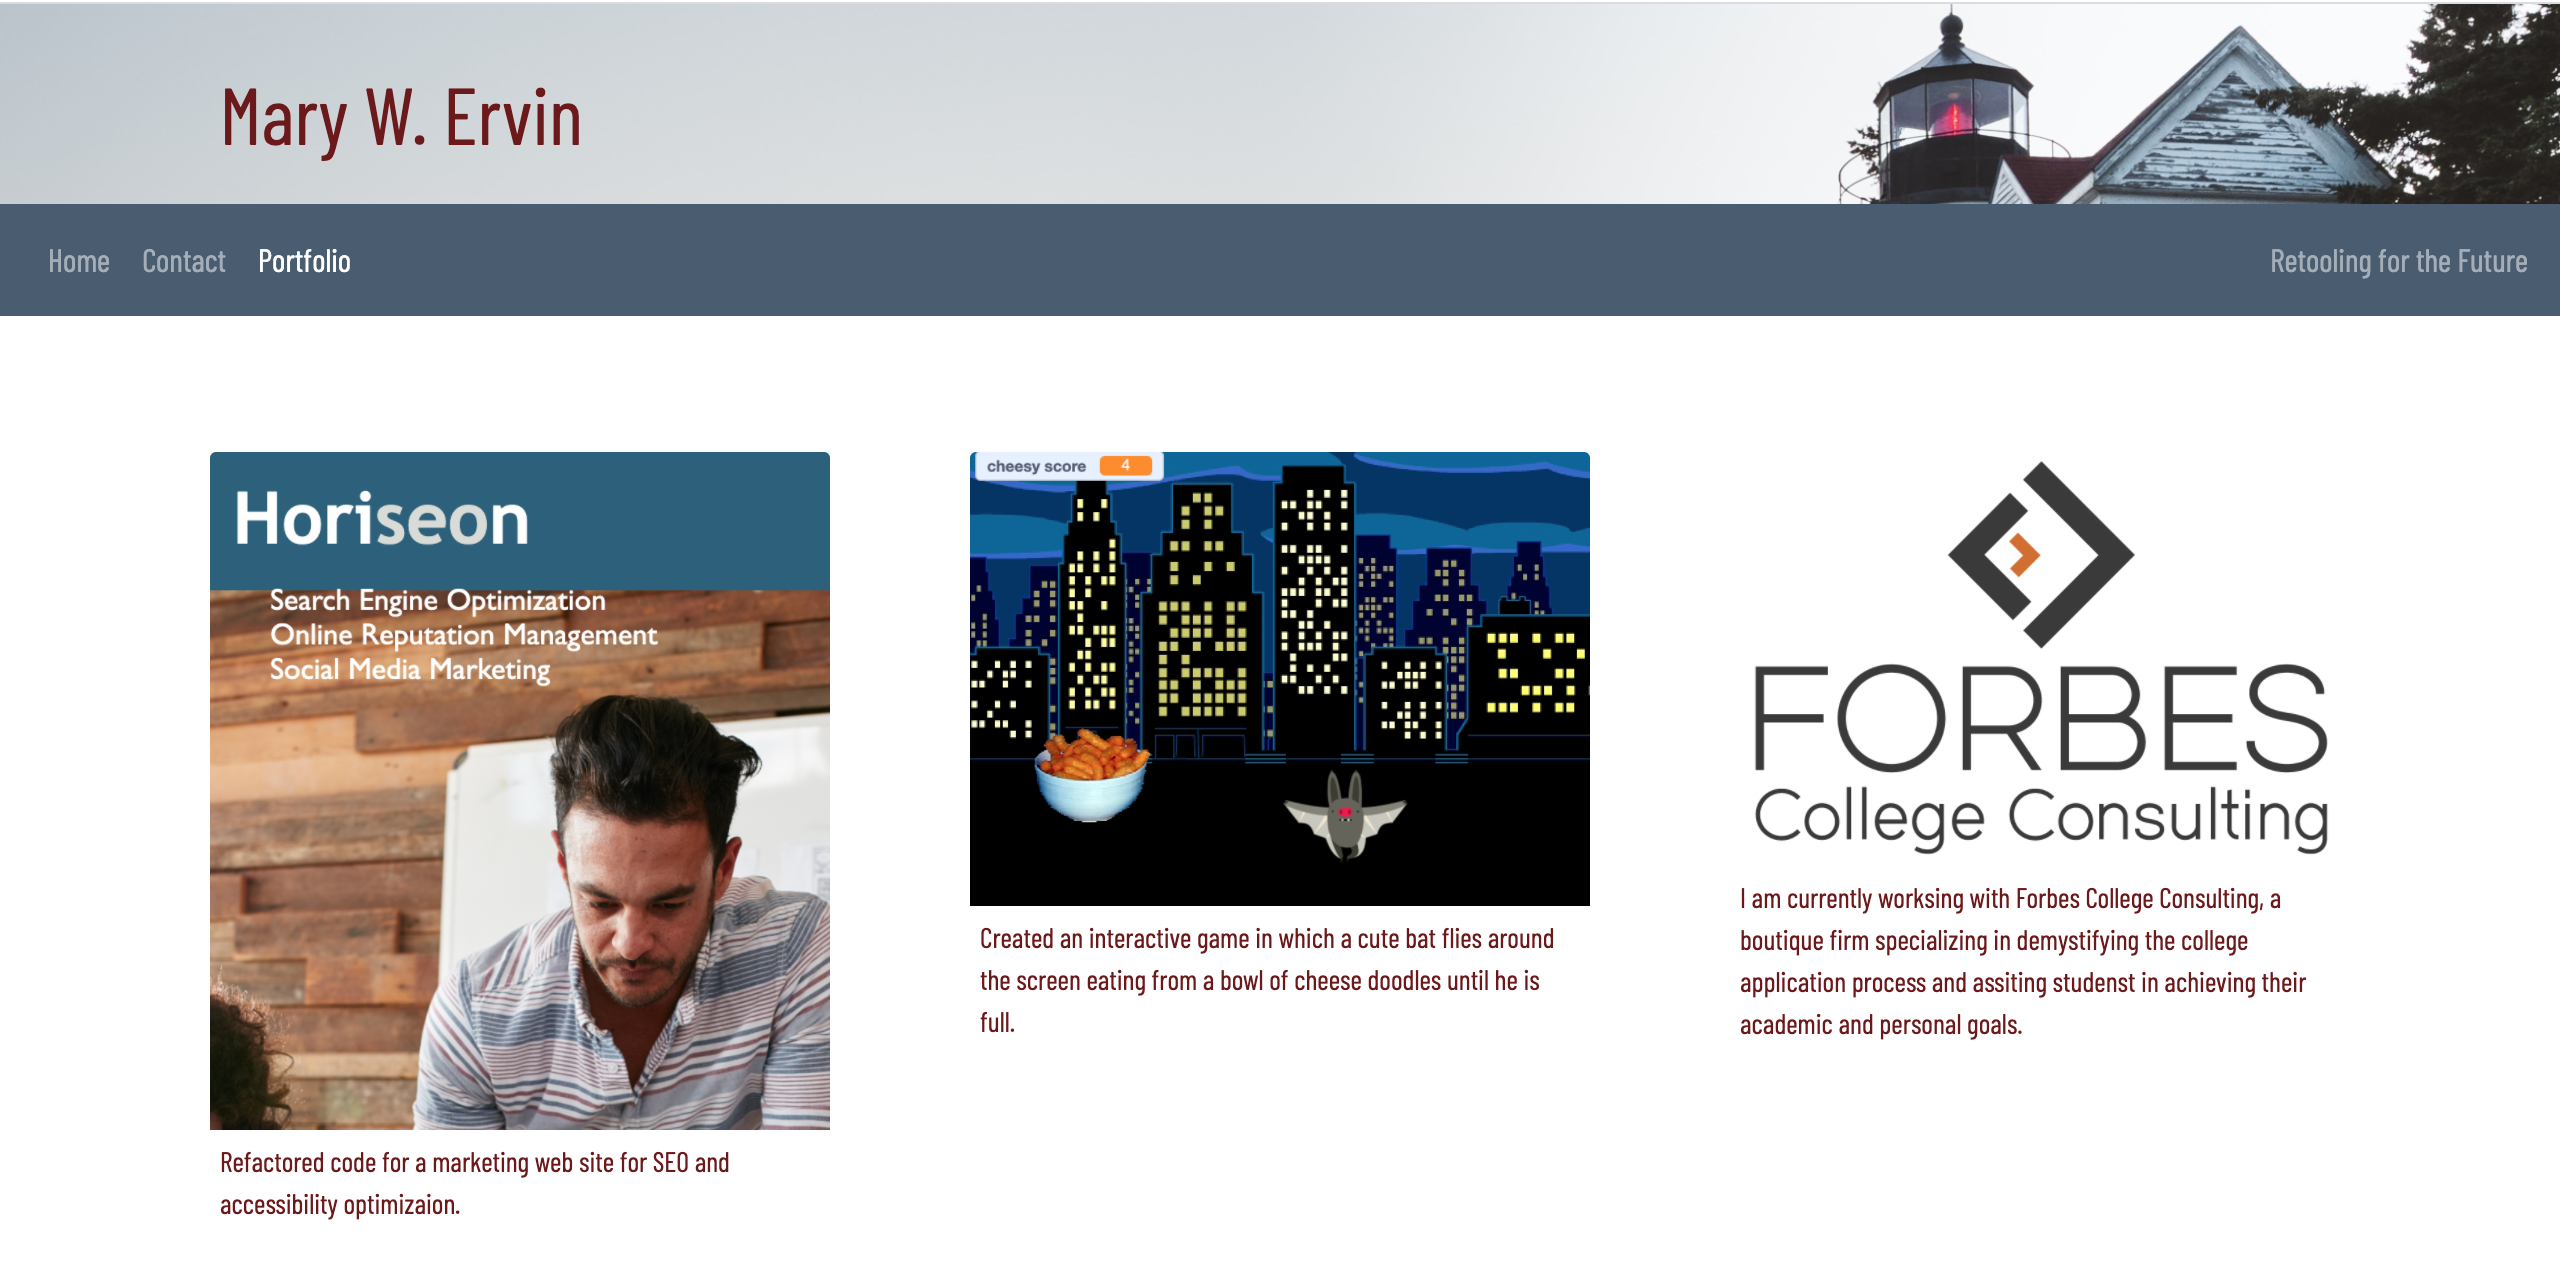 Mary W. Ervin
Home Contact Portfolio Retooling for the Future
Horiseon
Search Engine Optimization
Online Reputation Management
Social Media Marketing
Refactored code for a marketing web site for SEO and
accessibility optimizaion.
cheesy score 4
Created an interactive game in which a cute bat flies around
the screen eating from a bowl of cheese doodles until he is
full.
FORBES
College Consulting
I am currently worksing with Forbes College Consulting, a
boutique firm specializing in demystifying the college
application process and assiting studenst in achieving their
academic and personal goals.